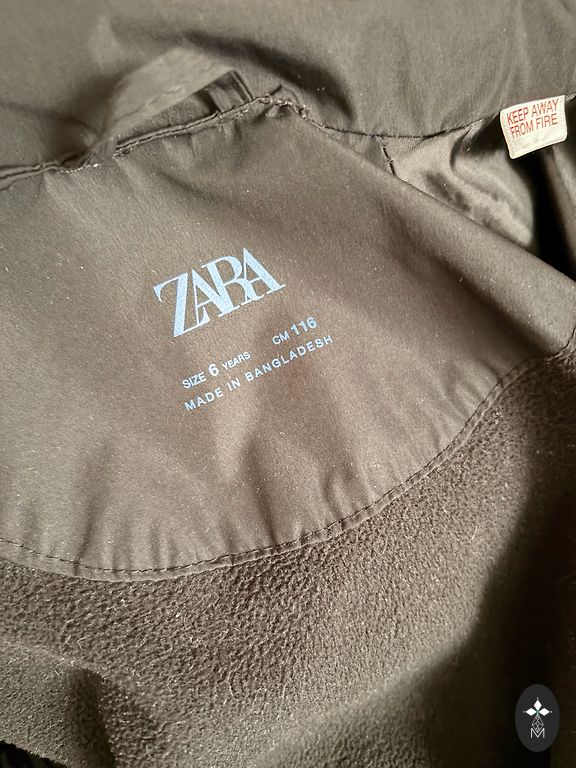 KEEP AWAY
FROM FIRE
ZARA
SIZE 6 YEARS CM 116
MADE IN BANGLADESH
M